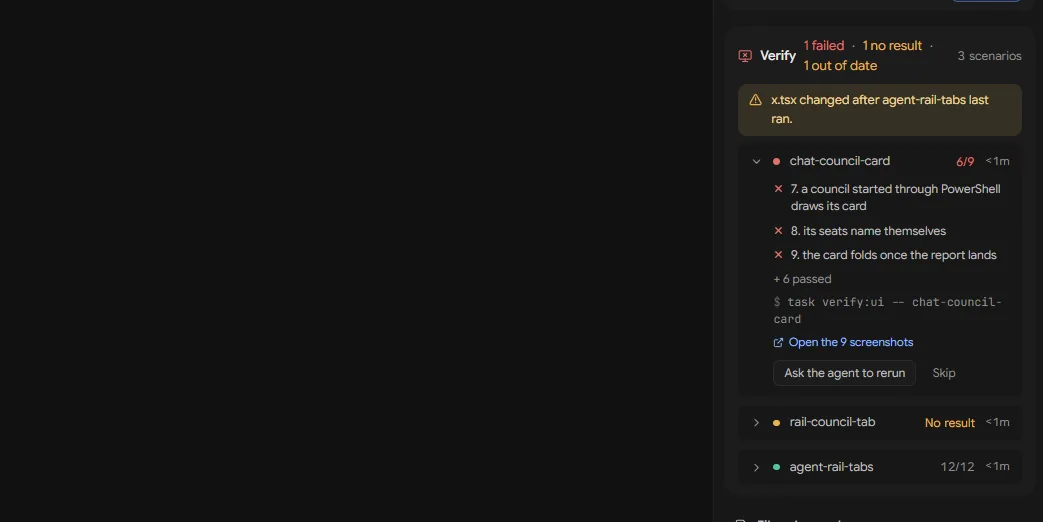 Verify
1 failed · 1 no result ·
1 out of date
3 scenarios
x.tsx changed after agent-rail-tabs last
ran.
chat-council-card 6/9 <1m
7. a council started through PowerShell
draws its card
8. its seats name themselves
9. the card folds once the report lands
+ 6 passed
$ task verify:ui -- chat-council-
card
Open the 9 screenshots
Ask the agent to rerun Skip
rail-council-tab No result <1m
agent-rail-tabs 12/12 <1m